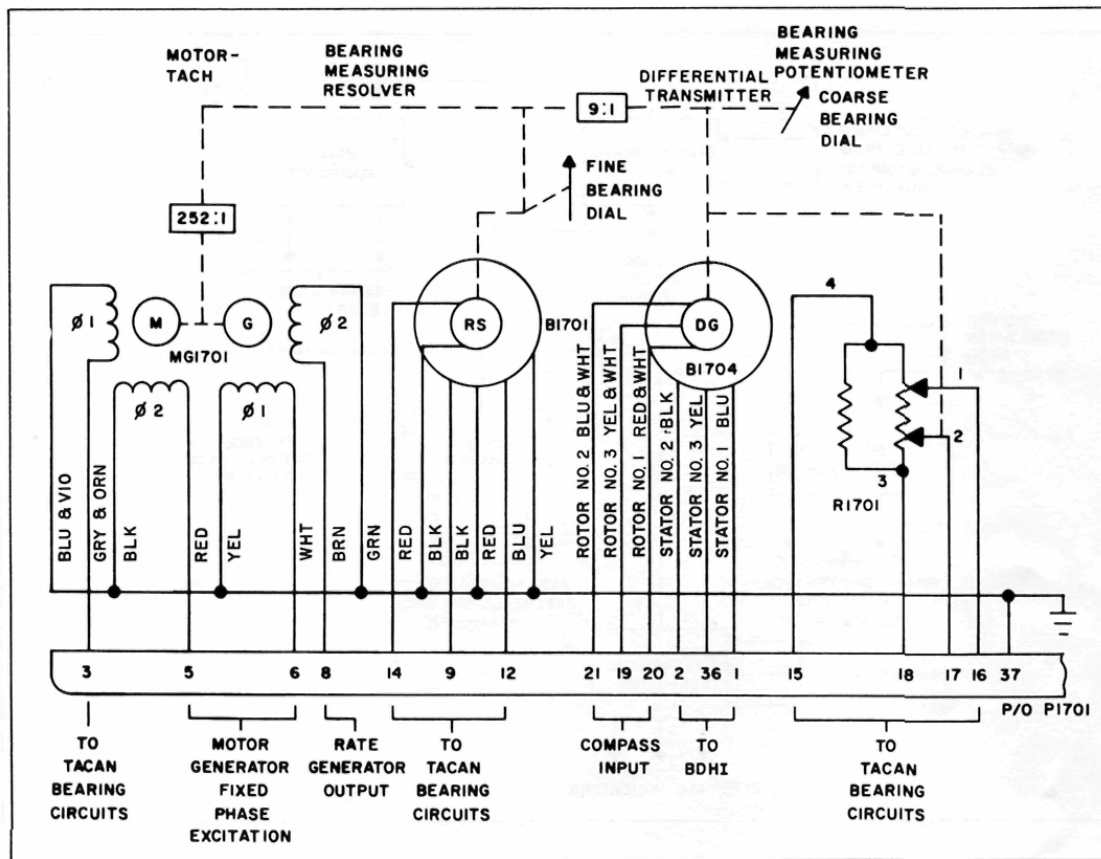 MOTOR-
TACH
BEARING
MEASURING
RESOLVER
DIFFERENTIAL
TRANSMITTER
BEARING
MEASURING
POTENTIOMETER
COARSE
BEARING
DIAL
9:1
FINE
BEARING
DIAL
252:1
Ø1
M
G
Ø2
MG1701
Ø2
Ø1
RS
B1701
DG
B1704
4
1
2
3
R1701
BLU & VIO
GRY & ORN
BLK
RED
YEL
WHT
BRN
GRN
RED
BLK
BLK
RED
BLU
YEL
ROTOR NO. 2 BLU & WHT
ROTOR NO. 3 YEL & WHT
ROTOR NO. 1 RED & WHT
STATOR NO. 2 BLK
STATOR NO. 3 YEL
STATOR NO. 1 BLU
3 5 6 8 14 9 12 21 19 20 2 36 1 15 18 17 16 37
P/O P1701
TO
TACAN
BEARING
CIRCUITS
MOTOR
GENERATOR
FIXED
PHASE
EXCITATION
RATE
GENERATOR
OUTPUT
TO
TACAN
BEARING
CIRCUITS
COMPASS
INPUT
TO
BDHI
TO
TACAN
BEARING
CIRCUITS